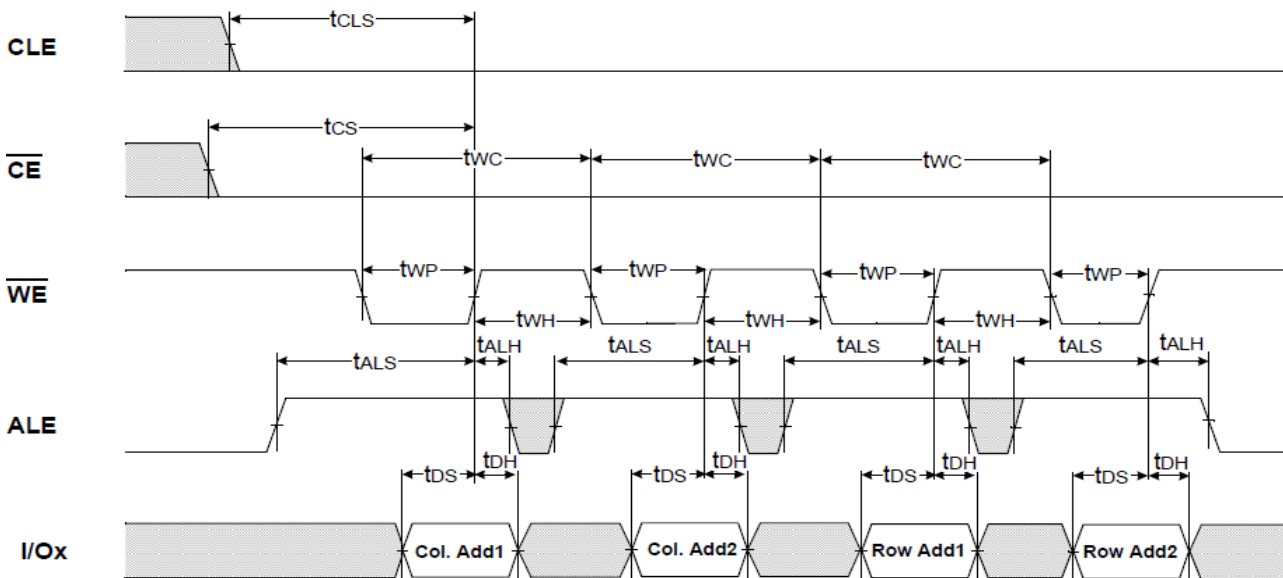 CLE
tCLS
CE
tCS
tWC tWC tWC
WE
tWP tWP tWP tWP
tWH tWH tWH
ALE
tALS tALH tALS tALH tALS tALH tALS tALH
tDS tDH tDS tDH tDS tDH tDS tDH
I/Ox
Col. Add1 Col. Add2 Row Add1 Row Add2